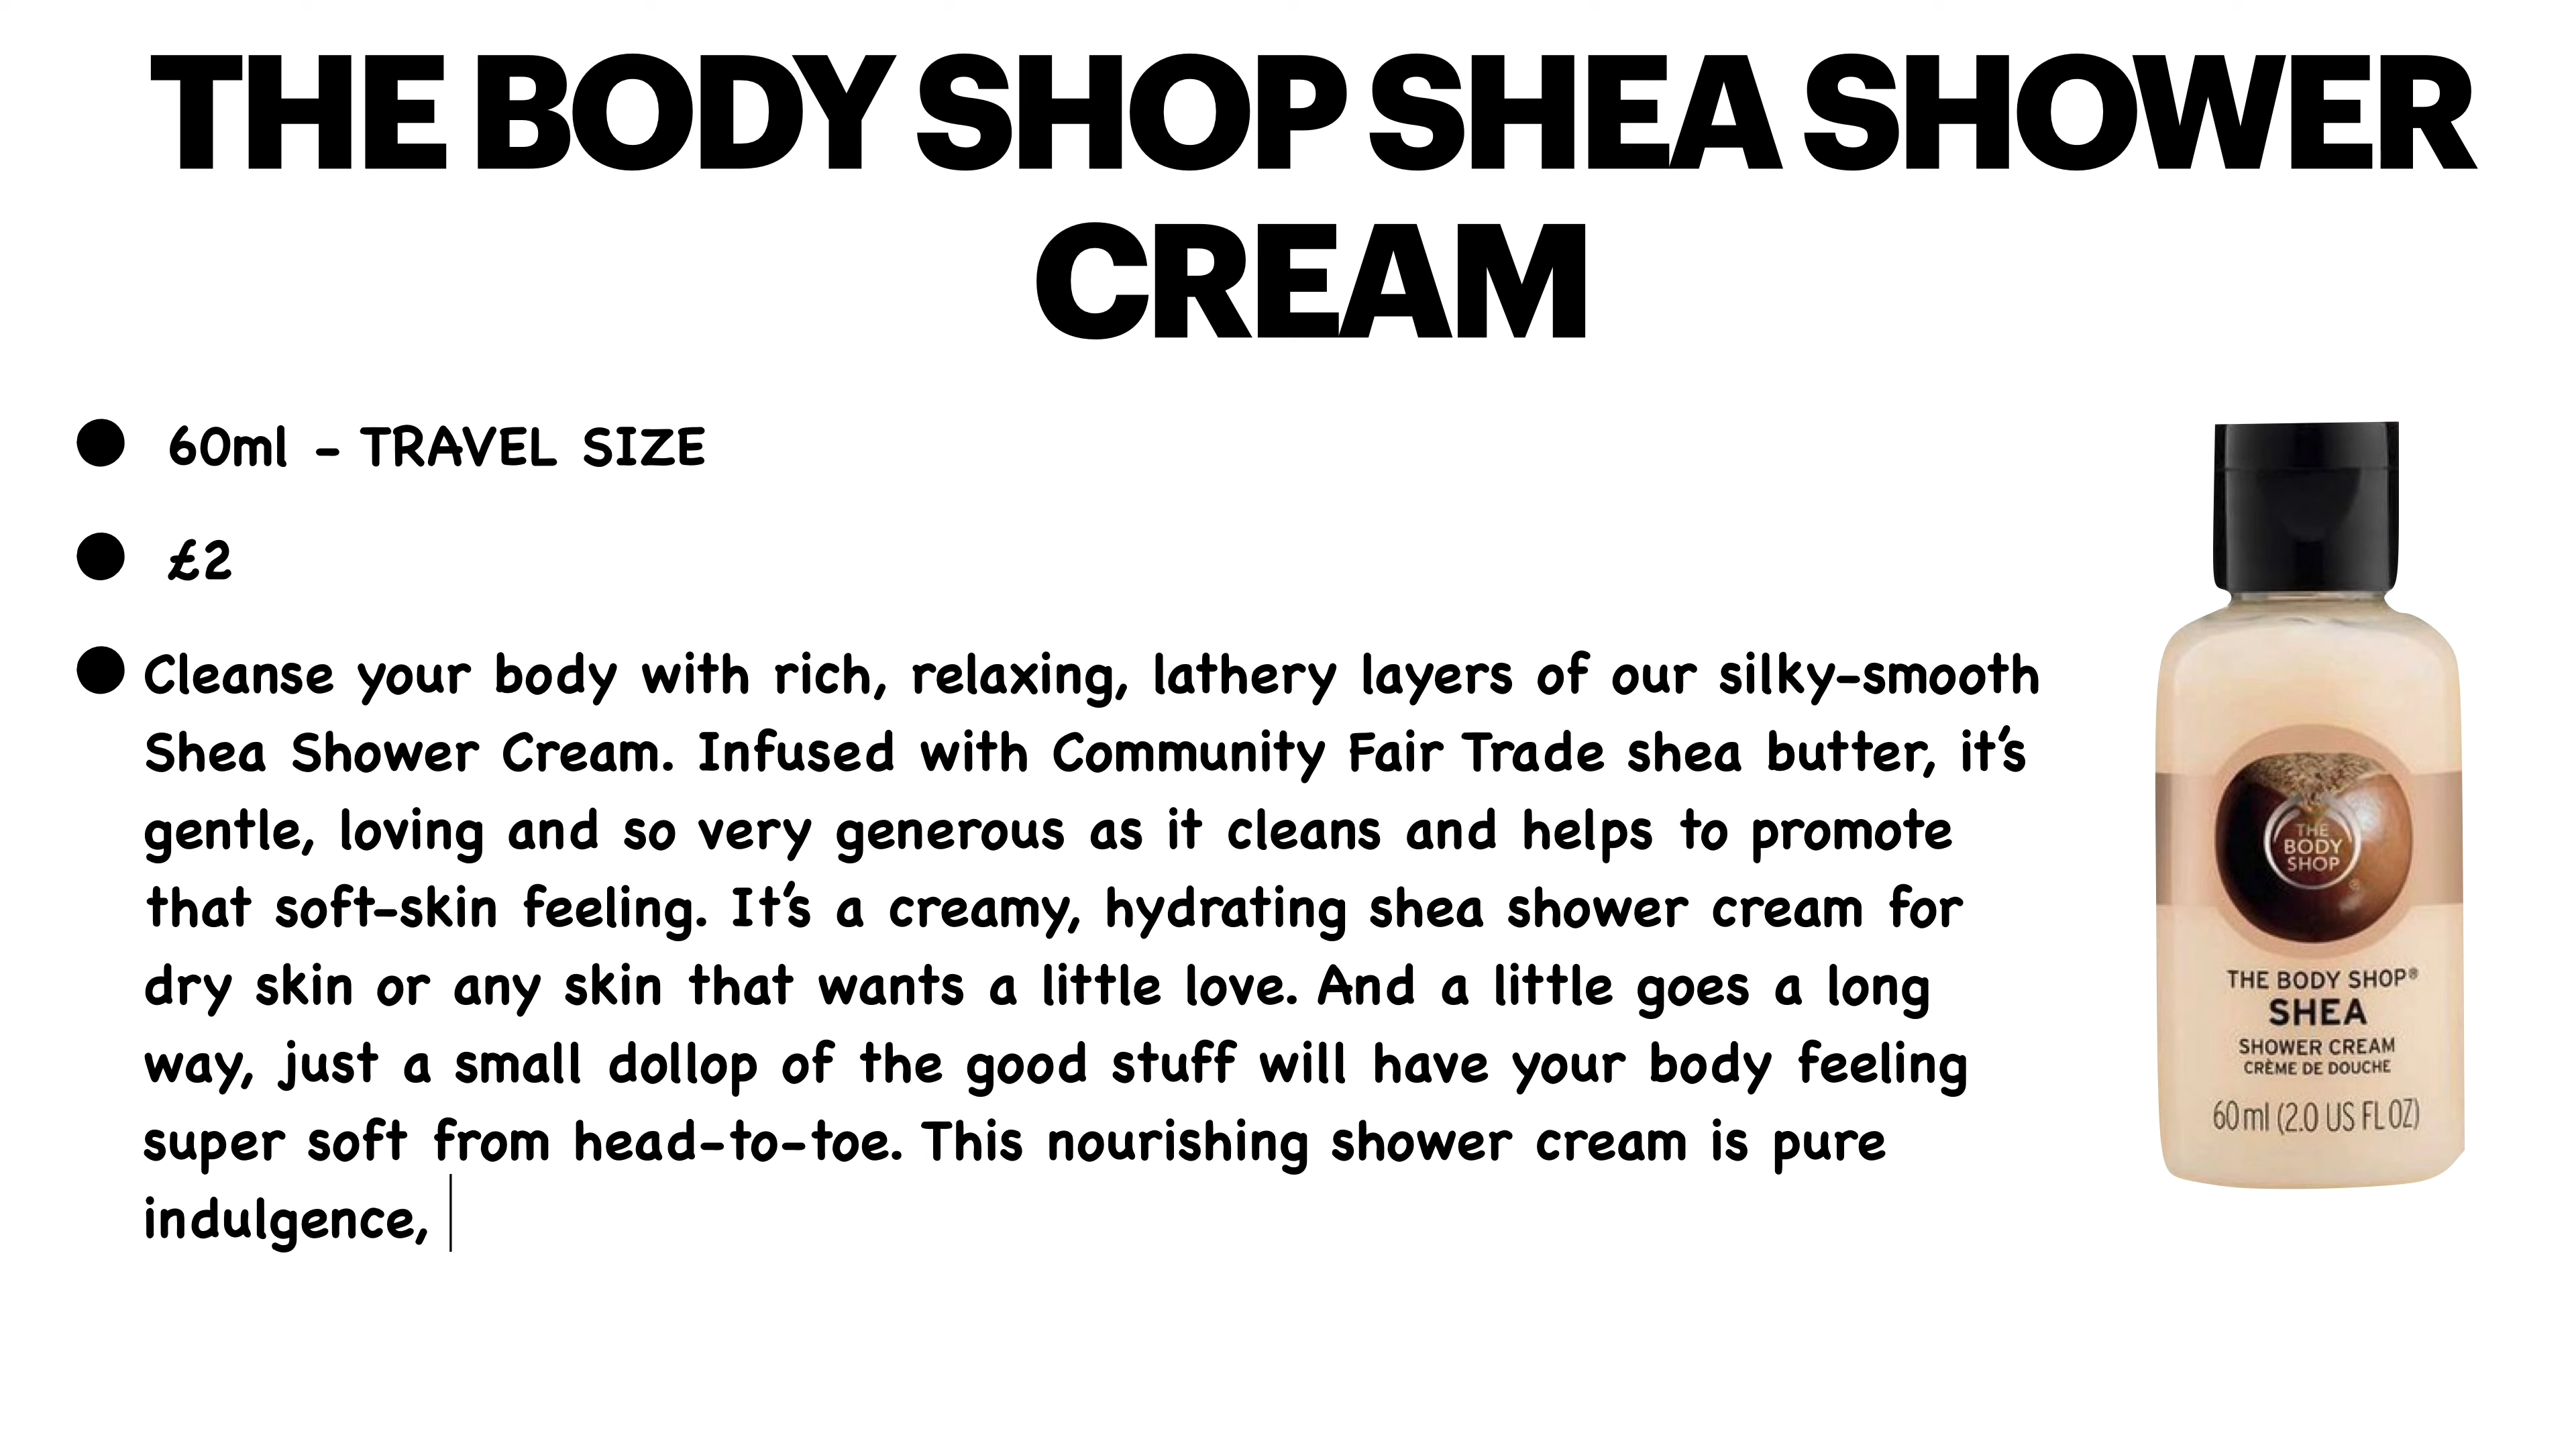 THE BODY SHOP SHEA SHOWER
CREAM
● 60ml - TRAVEL SIZE
● £2
● Cleanse your body with rich, relaxing, lathery layers of our silky-smooth
Shea Shower Cream. Infused with Community Fair Trade shea butter, it’s
gentle, loving and so very generous as it cleans and helps to promote
that soft-skin feeling. It’s a creamy, hydrating shea shower cream for
dry skin or any skin that wants a little love. And a little goes a long
way, just a small dollop of the good stuff will have your body feeling
super soft from head-to-toe. This nourishing shower cream is pure
indulgence,
THE
BODY
SHOP
®
THE BODY SHOP®
SHEA
SHOWER CREAM
CRÈME DE DOUCHE
60 ml (2.0 US FL OZ)